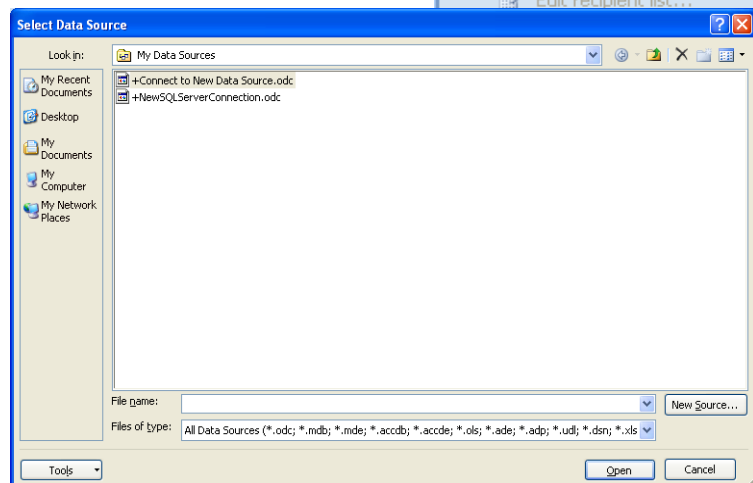 Edit recipient list...
Select Data Source
Look in:
My Data Sources
My Recent
Documents
Desktop
My
Documents
My
Computer
My Network
Places
+Connect to New Data Source.odc
+NewSQLServerConnection.odc
File name:
New Source...
Files of type:
All Data Sources (*.odc; *.mdb; *.mde; *.accdb; *.accde; *.ols; *.ade; *.adp; *.udl; *.dsn; *.xls
Tools
Open
Cancel